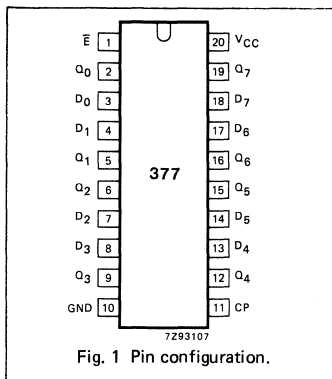 E̅ 1 20 VCC
Q0 2 19 Q7
D0 3 18 D7
D1 4 17 D6
Q1 5 16 Q6
377
Q2 6 15 Q5
D2 7 14 D5
D3 8 13 D4
Q3 9 12 Q4
GND 10 11 CP
7Z93107
Fig. 1 Pin configuration.